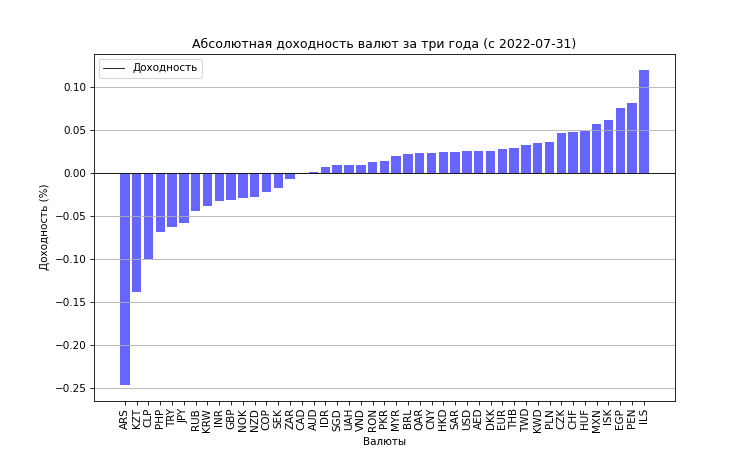 Абсолютная доходность валют за три года (с 2022-07-31)
Доходность
0.10
0.05
0.00
−0.05
−0.10
−0.15
−0.20
−0.25
Доходность (%)
ARS
KZT
CLP
PHP
TRY
JPY
RUB
KRW
INR
GBP
NOK
NZD
COP
SEK
ZAR
CAD
AUD
IDR
SGD
UAH
VND
RON
PKR
MYR
BRL
QAR
CNY
HKD
SAR
USD
AED
DKK
EUR
THB
TWD
KWD
PLN
CZK
CHF
HUF
MXN
ISK
EGP
PEN
ILS
Валюты